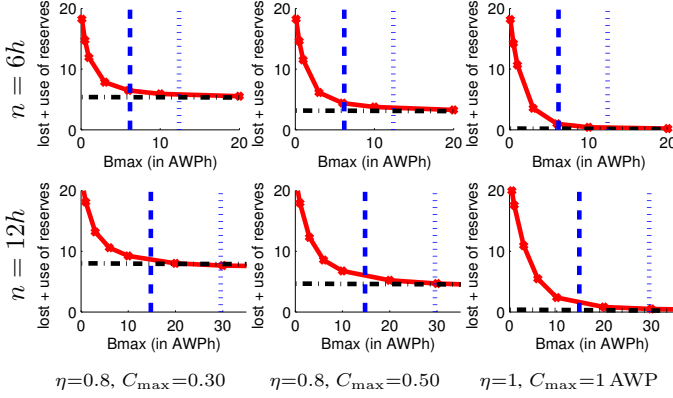 n = 6h
lost + use of reserves
20
10
0
0 10 20
Bmax (in AWPh)
lost + use of reserves
20
10
0
0 10 20
Bmax (in AWPh)
lost + use of reserves
20
10
0
0 10 20
Bmax (in AWPh)
n = 12h
lost + use of reserves
20
10
0
0 10 20 30
Bmax (in AWPh)
lost + use of reserves
20
10
0
0 10 20 30
Bmax (in AWPh)
lost + use of reserves
20
10
0
0 10 20 30
Bmax (in AWPh)
η=0.8, Cmax=0.30
η=0.8, Cmax=0.50
η=1, Cmax=1 AWP